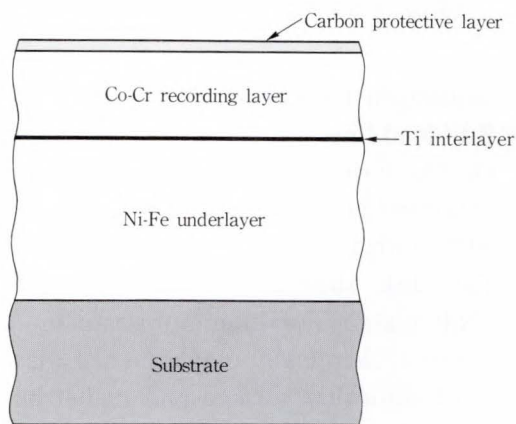 Carbon protective layer
Co-Cr recording layer
Ti interlayer
Ni-Fe underlayer
Substrate